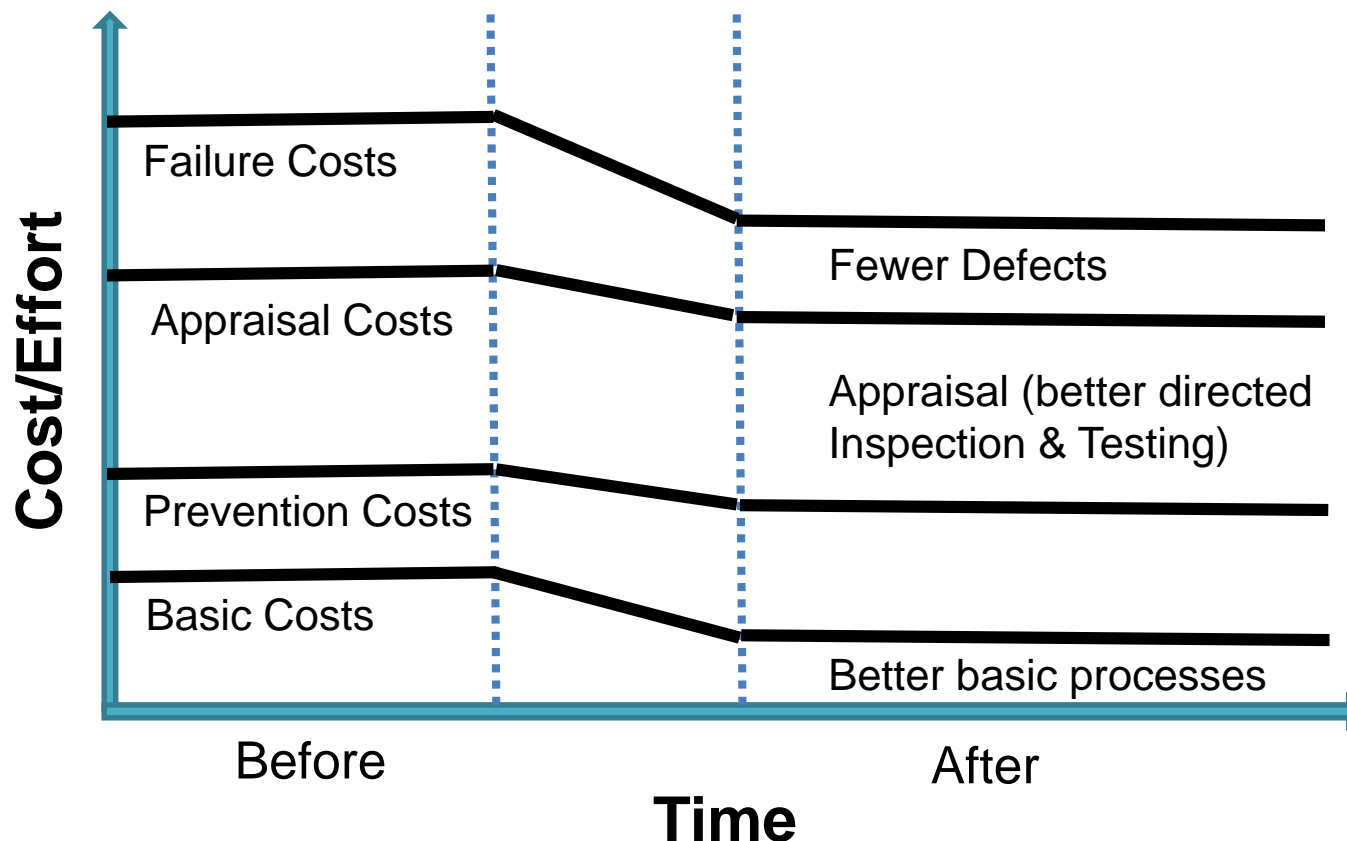 Cost/Effort
Failure Costs
Fewer Defects
Appraisal Costs
Appraisal (better directed
Inspection & Testing)
Prevention Costs
Basic Costs
Better basic processes
Before
After
Time